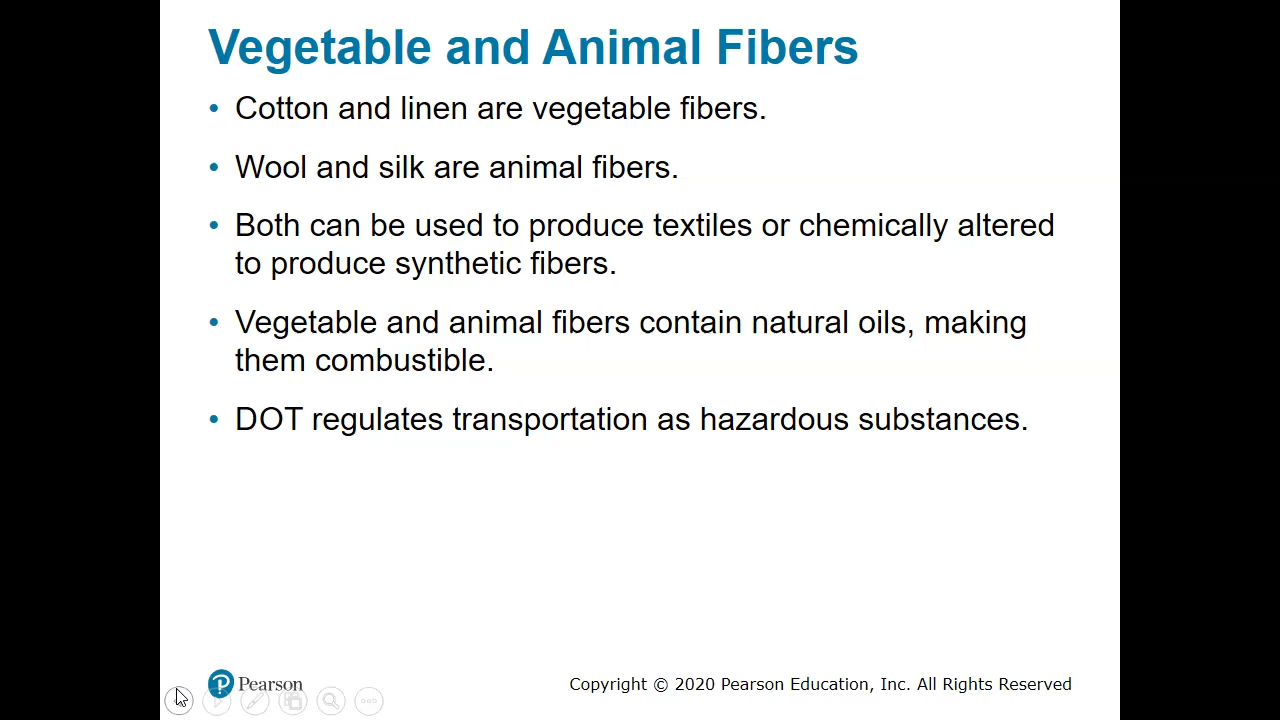 Vegetable and Animal Fibers
• Cotton and linen are vegetable fibers.
• Wool and silk are animal fibers.
• Both can be used to produce textiles or chemically altered
to produce synthetic fibers.
• Vegetable and animal fibers contain natural oils, making
them combustible.
• DOT regulates transportation as hazardous substances.
Pearson
Copyright © 2020 Pearson Education, Inc. All Rights Reserved